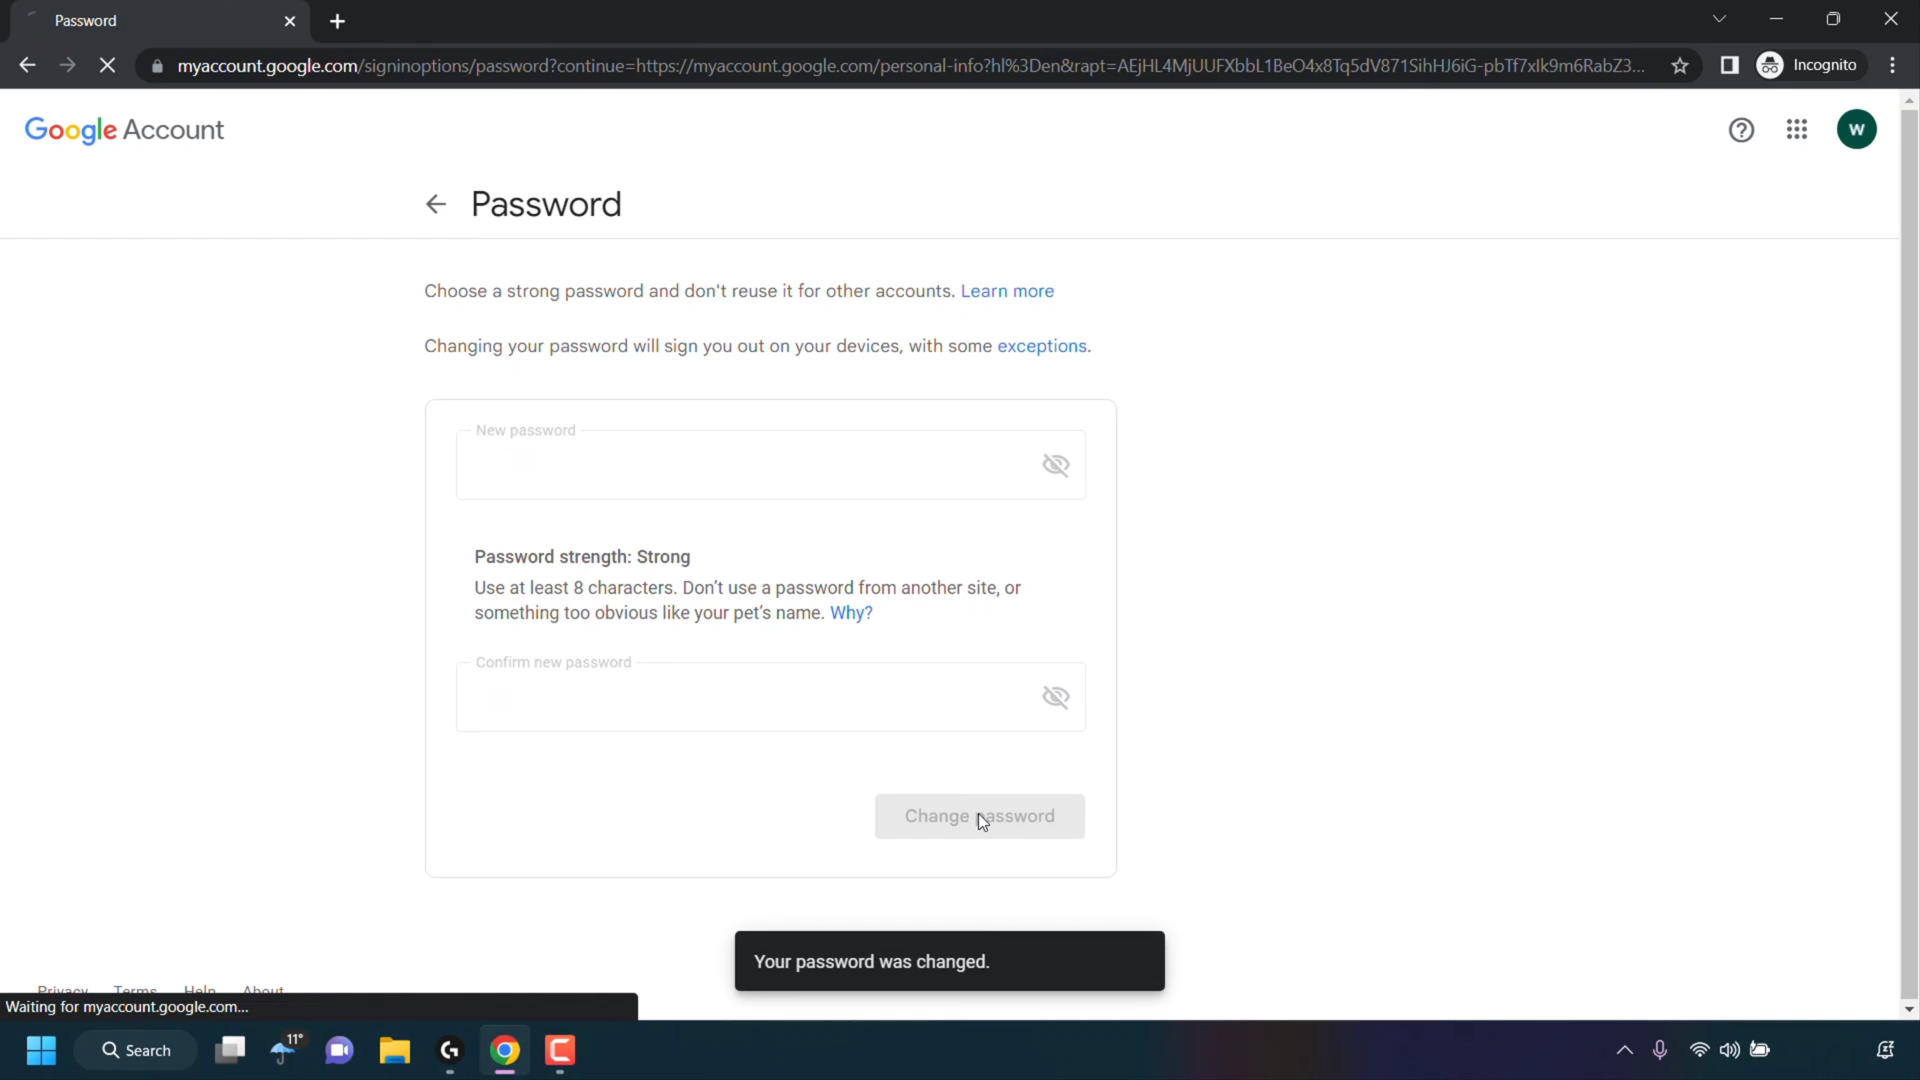 Password
myaccount.google.com/signinoptions/password?continue=https://myaccount.google.com/personal-info?hl%3Den&rapt=AEjHL4MjUUFXbbL1BeO4x8Tq5dV871SihHJ6iG-pbTf7xlk9m6RabZ3...
Incognito
Google Account
W
Password
Choose a strong password and don't reuse it for other accounts. Learn more
Changing your password will sign you out on your devices, with some exceptions.
New password
Password strength: Strong
Use at least 8 characters. Don't use a password from another site, or
something too obvious like your pet's name. Why?
Confirm new password
Change password
Your password was changed.
Privacy Terms Help About
Waiting for myaccount.google.com...
Search
11°